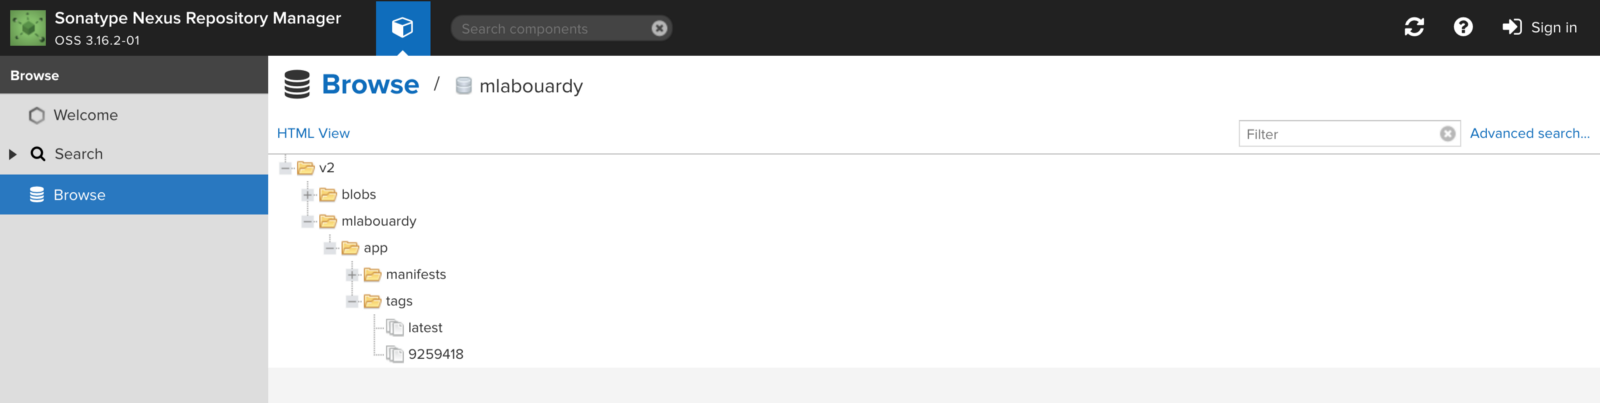 Sonatype Nexus Repository Manager
OSS 3.16.2-01
Search components
Sign in
Browse
Welcome
Search
Browse
Browse / mlabouardy
HTML View
Filter
Advanced search...
v2
blobs
mlabouardy
app
manifests
tags
latest
9259418